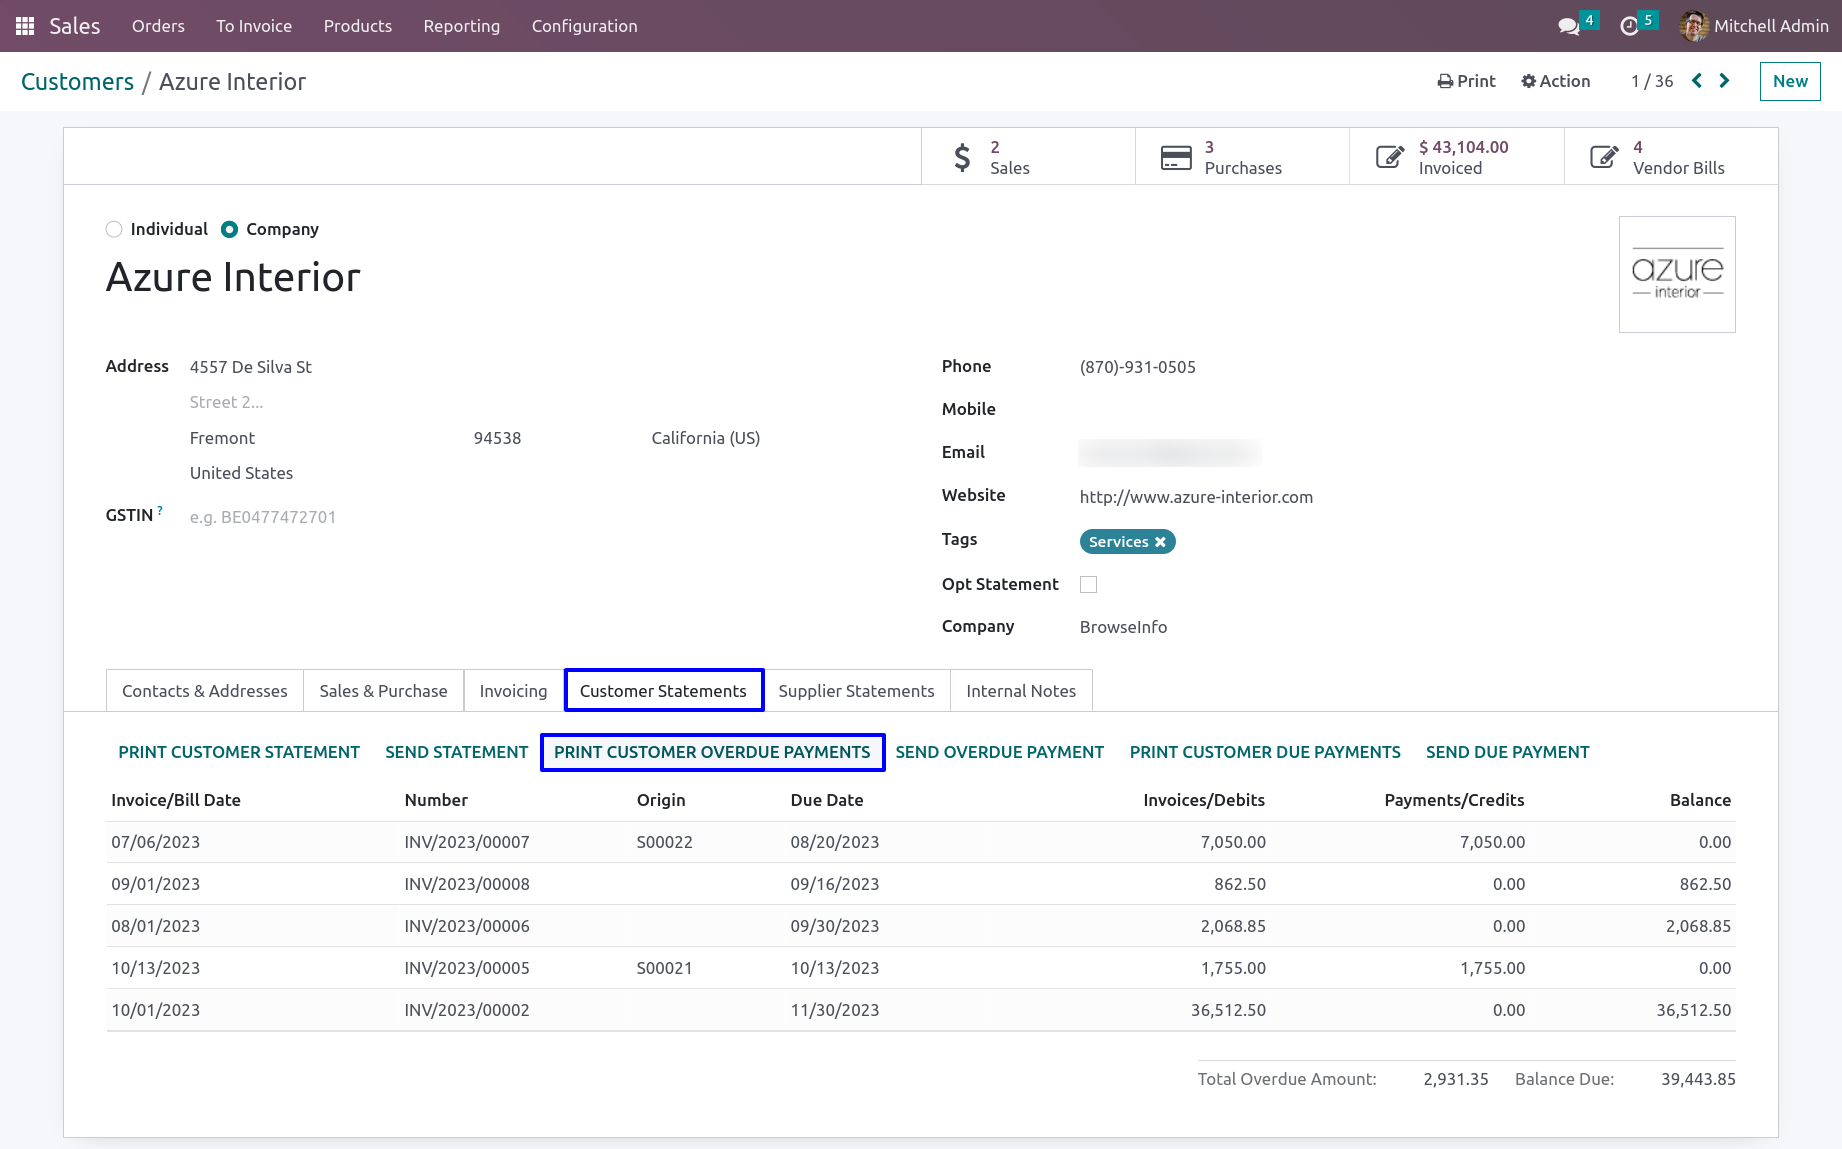 Sales Orders To Invoice Products Reporting Configuration 4 5 Mitchell Admin
Customers / Azure Interior Print Action 1 / 36 New
2 3 $ 43,104.00 4
Sales Purchases Invoiced Vendor Bills
Individual Company
Azure Interior
azure
interior
Address 4557 De Silva St Phone (870)-931-0505
Street 2...
Mobile
Fremont 94538 California (US)
Email
United States
Website http://www.azure-interior.com
GSTIN ? e.g. BE0477472701
Tags Services
Opt Statement
Company BrowseInfo
Contacts & Addresses Sales & Purchase Invoicing Customer Statements Supplier Statements Internal Notes
PRINT CUSTOMER STATEMENT SEND STATEMENT PRINT CUSTOMER OVERDUE PAYMENTS SEND OVERDUE PAYMENT PRINT CUSTOMER DUE PAYMENTS SEND DUE PAYMENT
Invoice/Bill Date Number Origin Due Date Invoices/Debits Payments/Credits Balance
07/06/2023 INV/2023/00007 S00022 08/20/2023 7,050.00 7,050.00 0.00
09/01/2023 INV/2023/00008 09/16/2023 862.50 0.00 862.50
08/01/2023 INV/2023/00006 09/30/2023 2,068.85 0.00 2,068.85
10/13/2023 INV/2023/00005 S00021 10/13/2023 1,755.00 1,755.00 0.00
10/01/2023 INV/2023/00002 11/30/2023 36,512.50 0.00 36,512.50
Total Overdue Amount: 2,931.35 Balance Due: 39,443.85